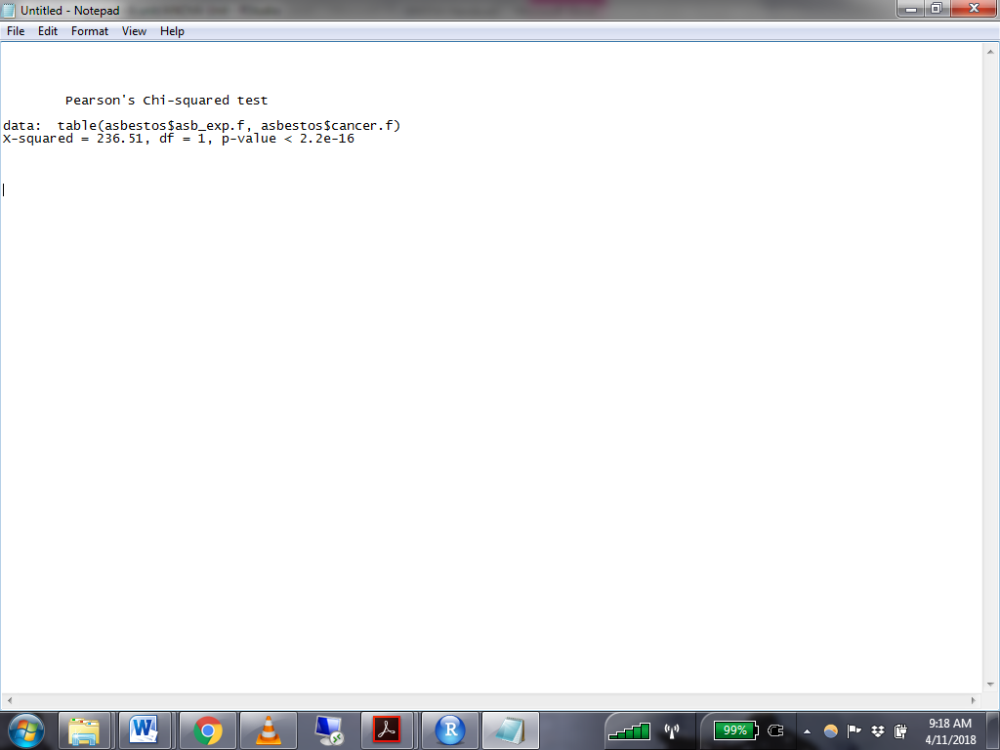 Untitled - Notepad
File Edit Format View Help
Pearson's Chi-squared test
data:  table(asbestos$asb_exp.f, asbestos$cancer.f)
X-squared = 236.51, df = 1, p-value < 2.2e-16
99%
9:18 AM
4/11/2018